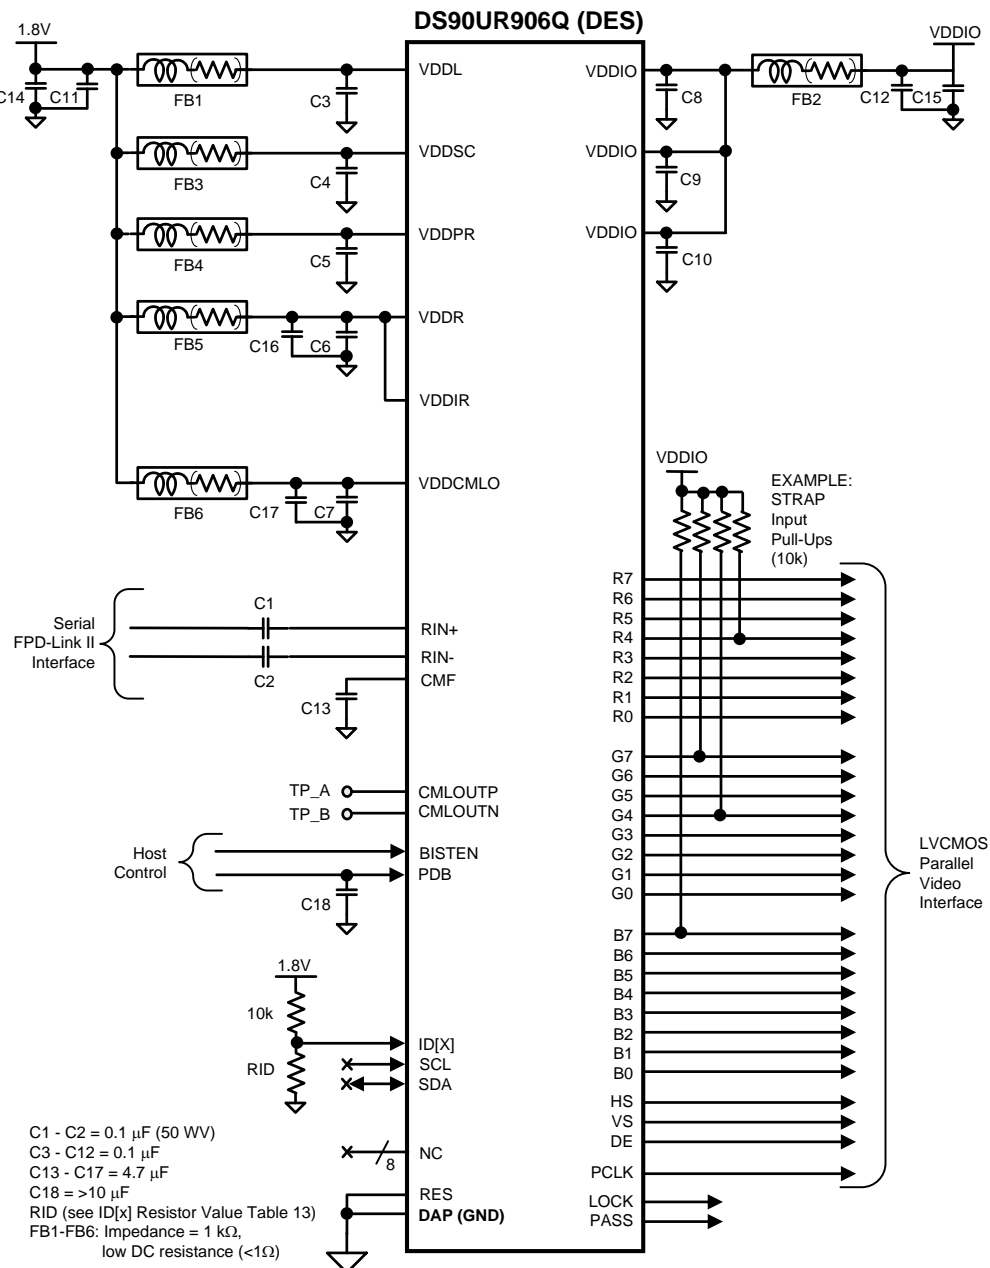 DS90UR906Q (DES)
1.8V
VDDIO
C14
C11
FB1
C3
VDDL
VDDIO
C8
FB2
C12
C15
FB3
C4
VDDSC
VDDIO
C9
FB4
C5
VDDPR
VDDIO
C10
FB5
C16
C6
VDDR
VDDIR
FB6
C17
C7
VDDCMLO
VDDIO
EXAMPLE:
STRAP
Input
Pull-Ups
(10k)
Serial
FPD-Link II
Interface
C1
C2
RIN+
RIN-
CMF
C13
R7
R6
R5
R4
R3
R2
R1
R0
G7
G6
G5
G4
G3
G2
G1
G0
B7
B6
B5
B4
B3
B2
B1
B0
HS
VS
DE
PCLK
LOCK
PASS
LVCMOS
Parallel
Video
Interface
TP_A
TP_B
CMLOUTP
CMLOUTN
Host
Control
BISTEN
PDB
C18
1.8V
10k
RID
ID[X]
SCL
SDA
8
NC
RES
DAP (GND)
C1 - C2 = 0.1 μF (50 WV)
C3 - C12 = 0.1 μF
C13 - C17 = 4.7 μF
C18 = >10 μF
RID (see ID[x] Resistor Value Table 13)
FB1-FB6: Impedance = 1 kΩ,
low DC resistance (<1Ω)